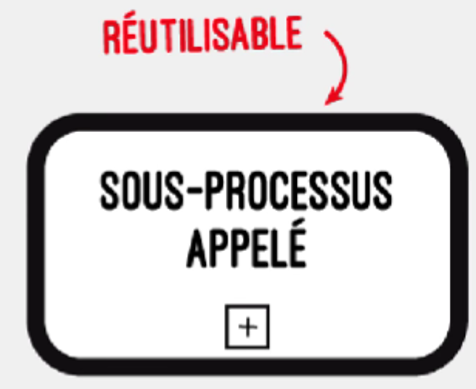 RÉUTILISABLE
SOUS-PROCESSUS
APPELÉ
+